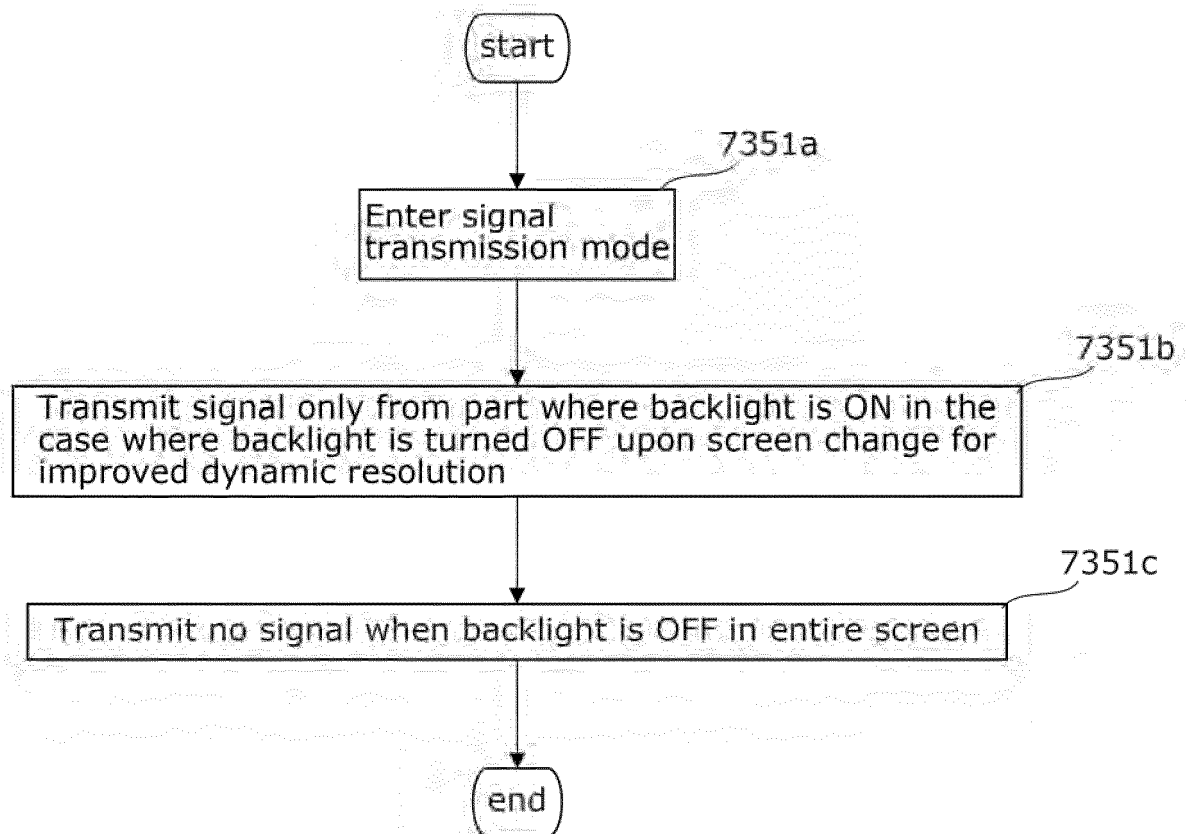 start
7351a
Enter signal
transmission mode
7351b
Transmit signal only from part where backlight is ON in the
case where backlight is turned OFF upon screen change for
improved dynamic resolution
7351c
Transmit no signal when backlight is OFF in entire screen
end